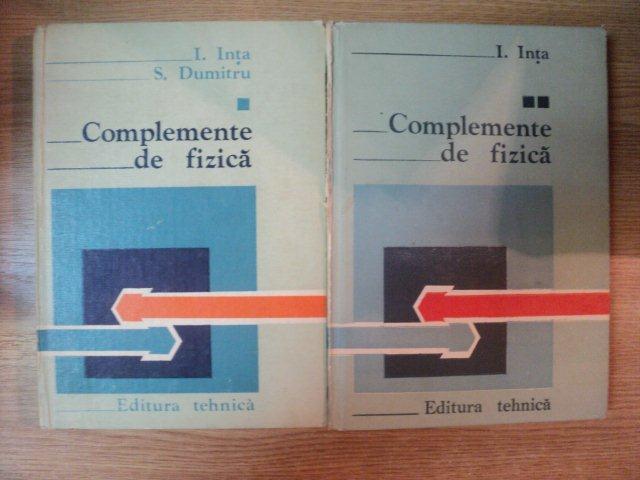 I. Ința
S. Dumitru
Complemente
de fizică
Editura tehnică
I. Ința
Complemente
de fizică
Editura tehnică